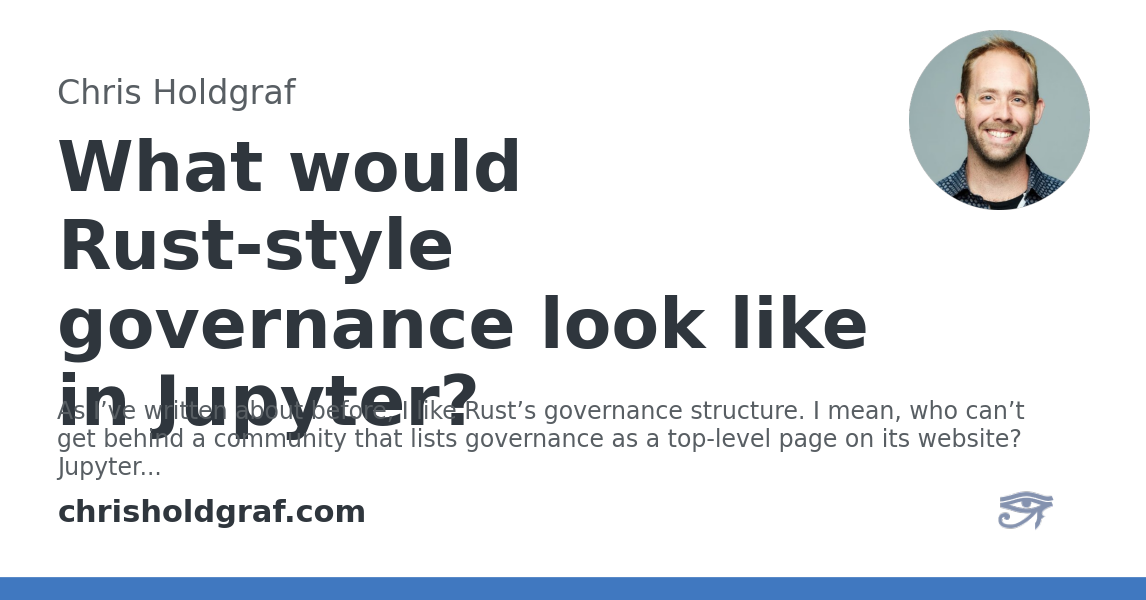 Chris Holdgraf
What would
Rust-style
governance look like
in Jupyter?
As I’ve written about before, I like Rust’s governance structure. I mean, who can’t
get behind a community that lists governance as a top-level page on its website?
Jupyter...
chrisholdgraf.com